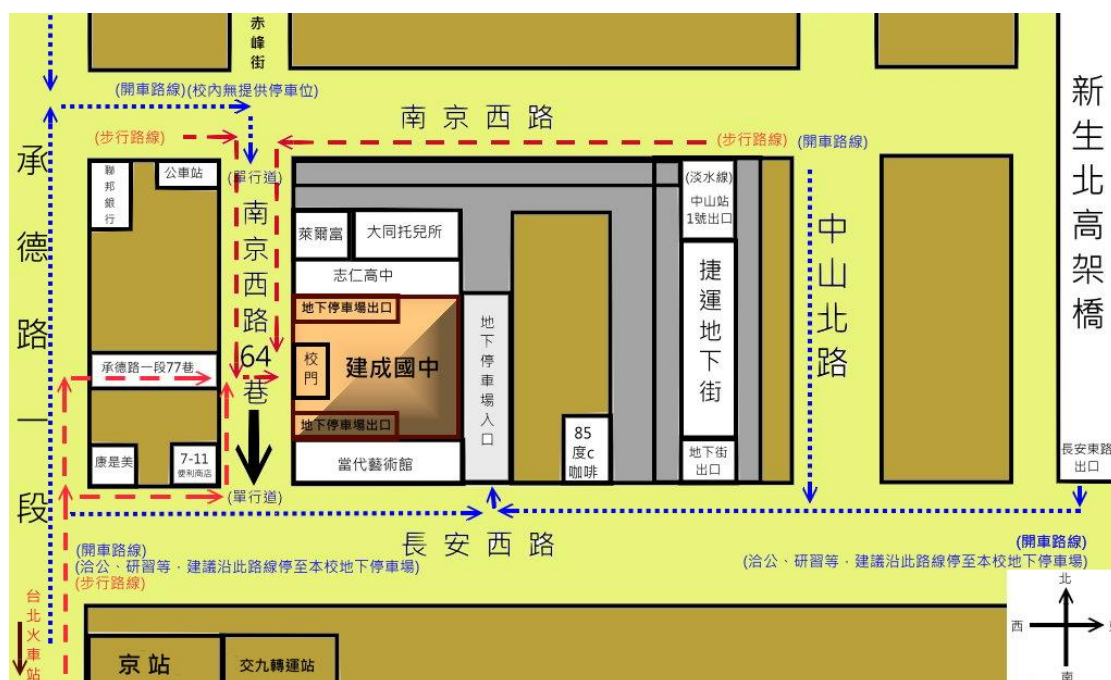 赤峰街
(開車路線)(校內無提供停車位)
南京西路
(步行路線)
(步行路線)
(開車路線)
新生北高架橋
承德路一段
聯邦銀行
公車站
(單行道)
南京西路64巷
(淡水線)
中山站
1號出口
中山北路
萊爾富
大同托兒所
志仁高中
地下停車場出口
捷運地下街
地下停車場入口
校門
建成國中
承德路一段77巷
地下停車場出口
85
度c
咖啡
康是美
7-11
便利商店
當代藝術館
地下街
出口
長安東路
出口
(單行道)
長安西路
(開車路線)
(洽公、研習等，建議沿此路線停至本校地下停車場)
(步行路線)
(開車路線)
(洽公、研習等，建議沿此路線停至本校地下停車場)
台北火車站
京站
交九轉運站
北
西
南